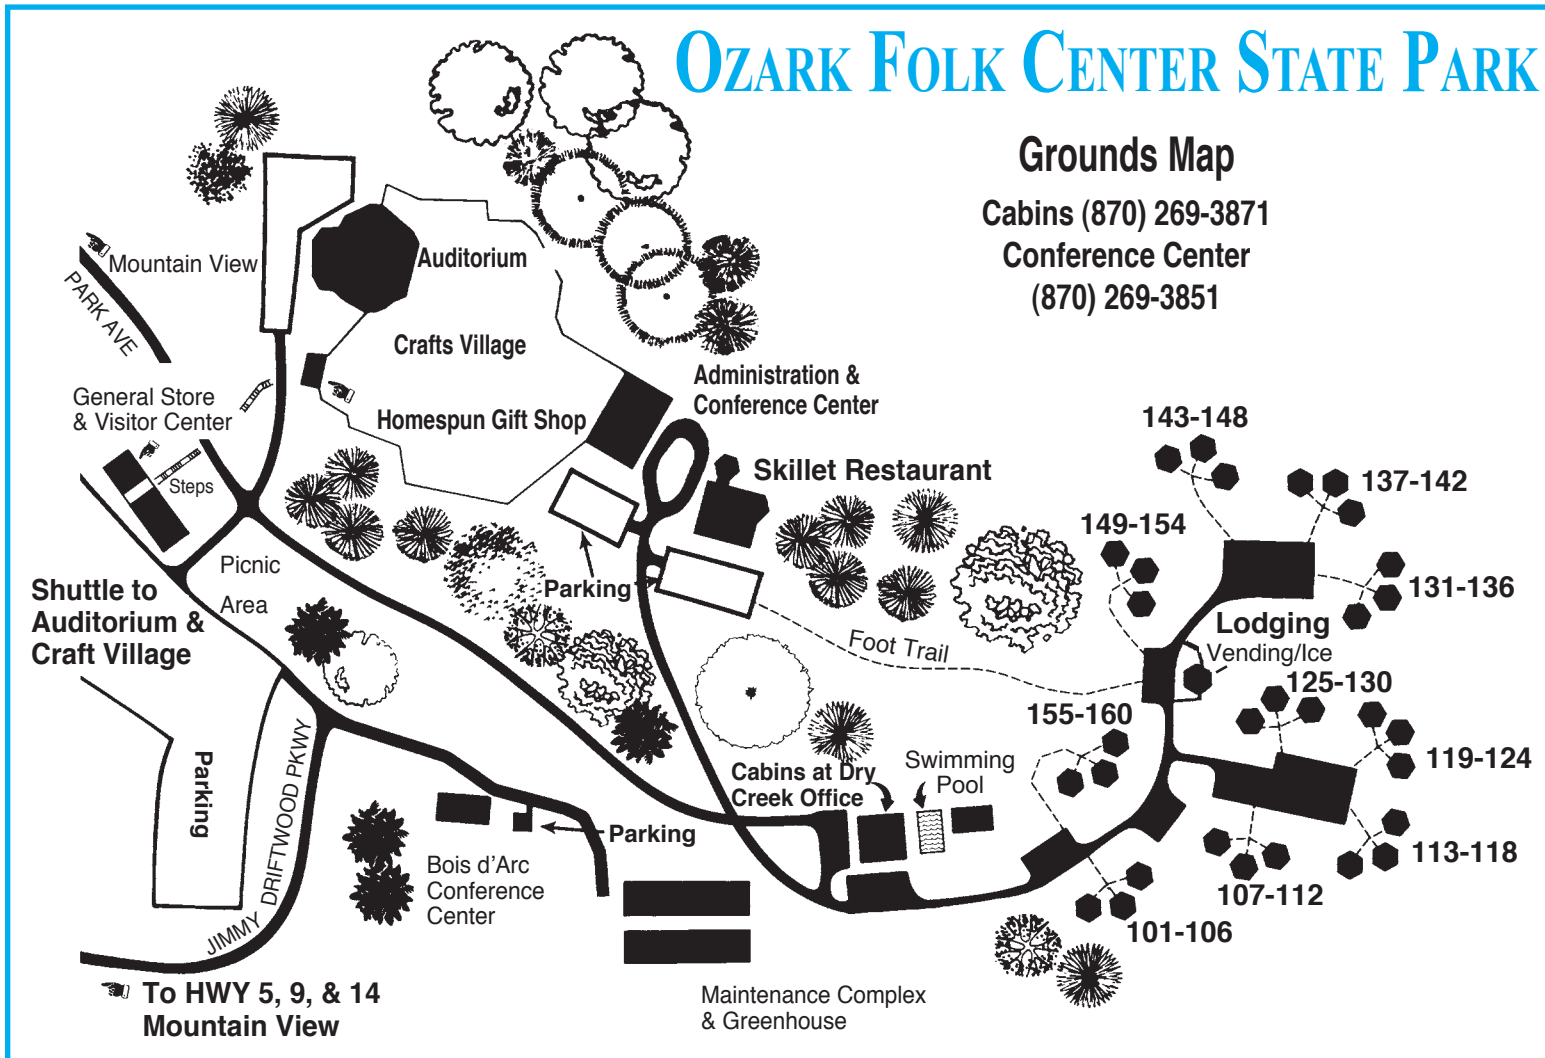 OZARK FOLK CENTER STATE PARK
Grounds Map
Cabins (870) 269-3871
Conference Center
(870) 269-3851
Mountain View
PARK AVE
Auditorium
Crafts Village
Homespun Gift Shop
General Store
& Visitor Center
Steps
Administration &
Conference Center
Skillet Restaurant
Parking
Picnic
Area
Shuttle to
Auditorium &
Craft Village
Parking
JIMMY DRIFTWOOD PKWY
Foot Trail
143-148
137-142
149-154
131-136
Lodging
Vending/Ice
125-130
155-160
119-124
113-118
107-112
101-106
Cabins at Dry
Creek Office
Swimming
Pool
Parking
Bois d'Arc
Conference
Center
Maintenance Complex
& Greenhouse
To HWY 5, 9, & 14
Mountain View